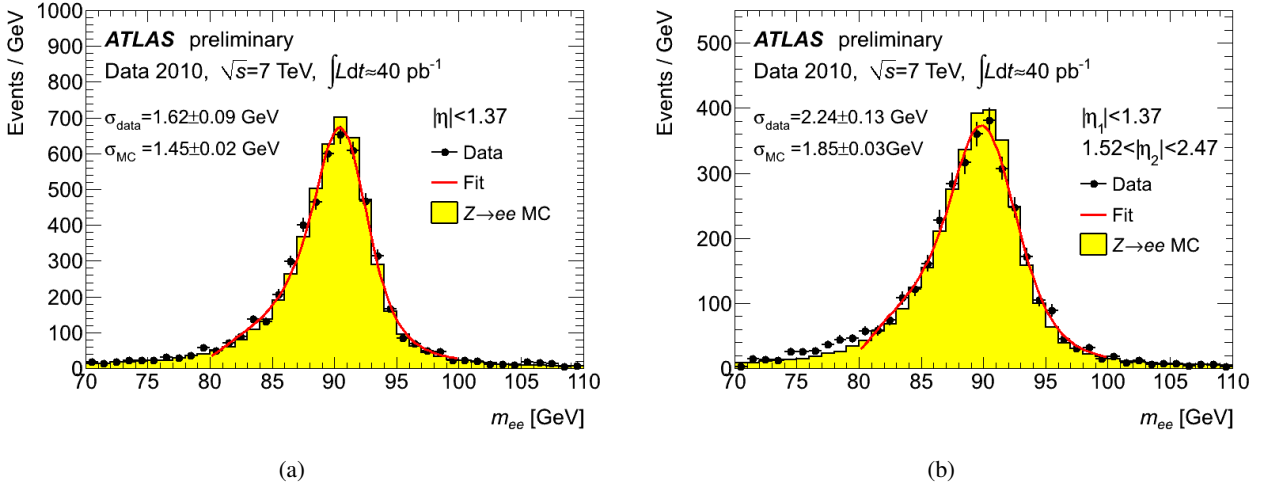 Events / GeV
1000
900
800
700
600
500
400
300
200
100
0
ATLAS preliminary
Data 2010, √s=7 TeV, ∫Ldt≈40 pb⁻¹
σdata=1.62±0.09 GeV
σMC =1.45±0.02 GeV
|η|<1.37
Data
Fit
Z→ee MC
70 75 80 85 90 95 100 105 110
mee [GeV]
(a)
Events / GeV
500
400
300
200
100
0
ATLAS preliminary
Data 2010, √s=7 TeV, ∫Ldt≈40 pb⁻¹
σdata=2.24±0.13 GeV
σMC =1.85±0.03GeV
|η1|<1.37
1.52<|η2|<2.47
Data
Fit
Z→ee MC
70 75 80 85 90 95 100 105 110
mee [GeV]
(b)